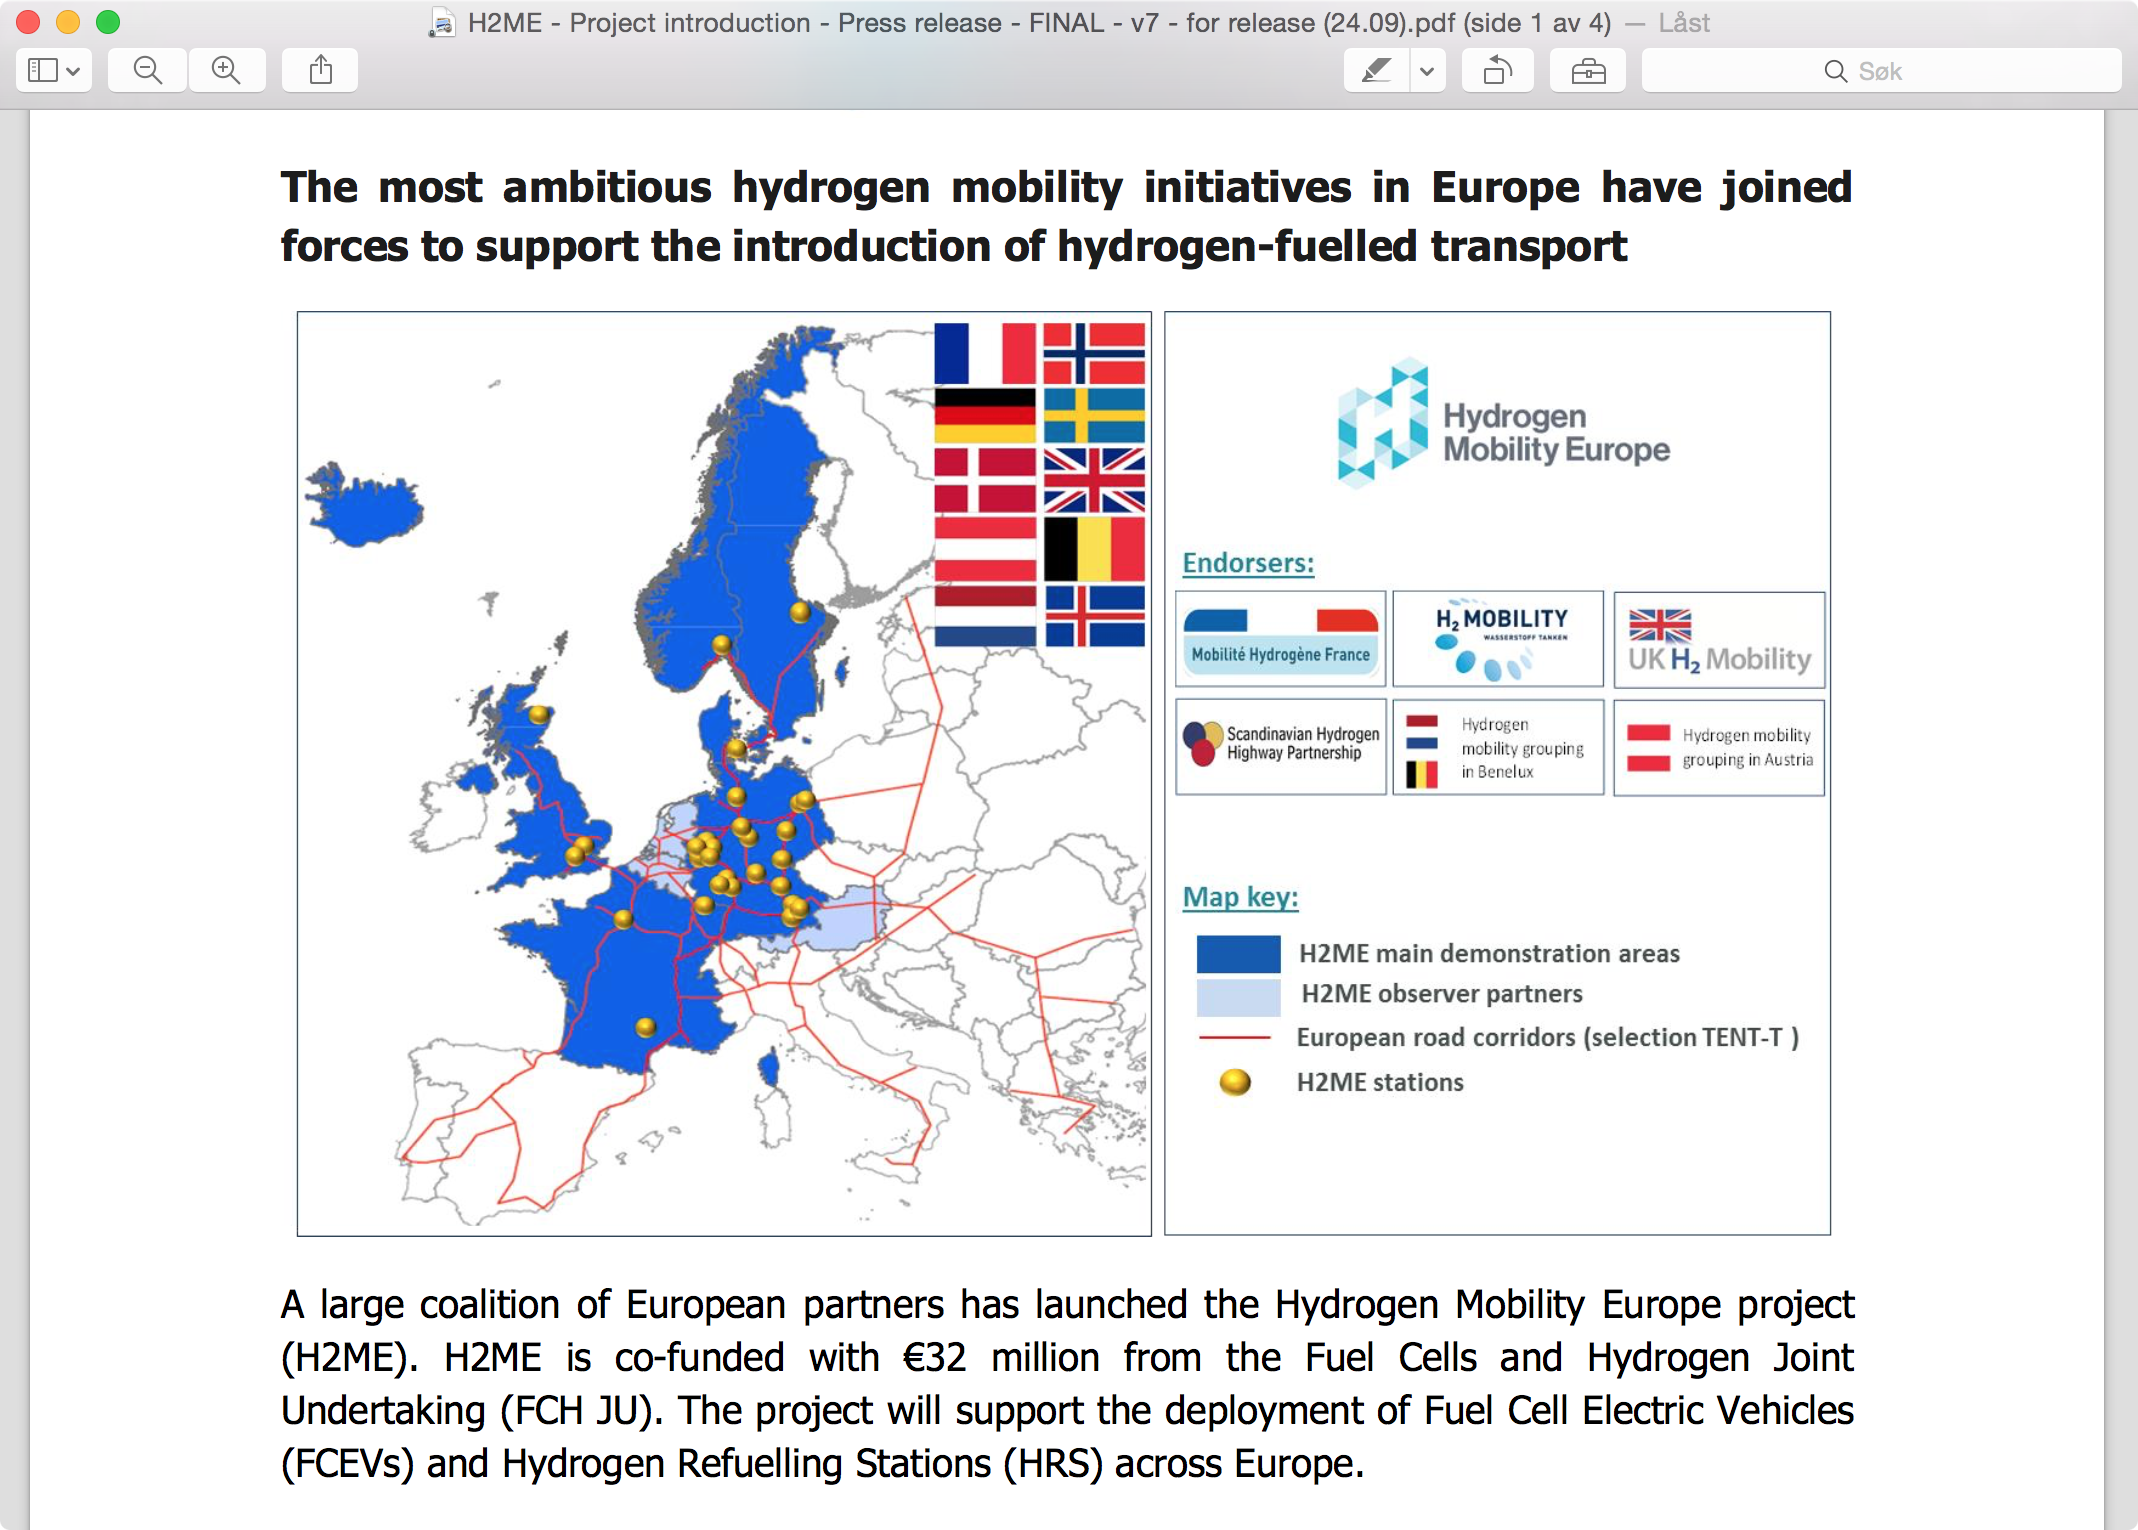 H2ME - Project introduction - Press release - FINAL - v7 - for release (24.09).pdf (side 1 av 4) — Låst
Søk
The most ambitious hydrogen mobility initiatives in Europe have joined
forces to support the introduction of hydrogen-fuelled transport
Hydrogen
Mobility Europe
Endorsers:
Mobilité Hydrogène France
H2 MOBILITY
WASSERSTOFF TANKEN
UK H2 Mobility
Scandinavian Hydrogen
Highway Partnership
Hydrogen
mobility grouping
in Benelux
Hydrogen mobility
grouping in Austria
Map key:
H2ME main demonstration areas
H2ME observer partners
European road corridors (selection TENT-T )
H2ME stations
A large coalition of European partners has launched the Hydrogen Mobility Europe project
(H2ME). H2ME is co-funded with €32 million from the Fuel Cells and Hydrogen Joint
Undertaking (FCH JU). The project will support the deployment of Fuel Cell Electric Vehicles
(FCEVs) and Hydrogen Refuelling Stations (HRS) across Europe.